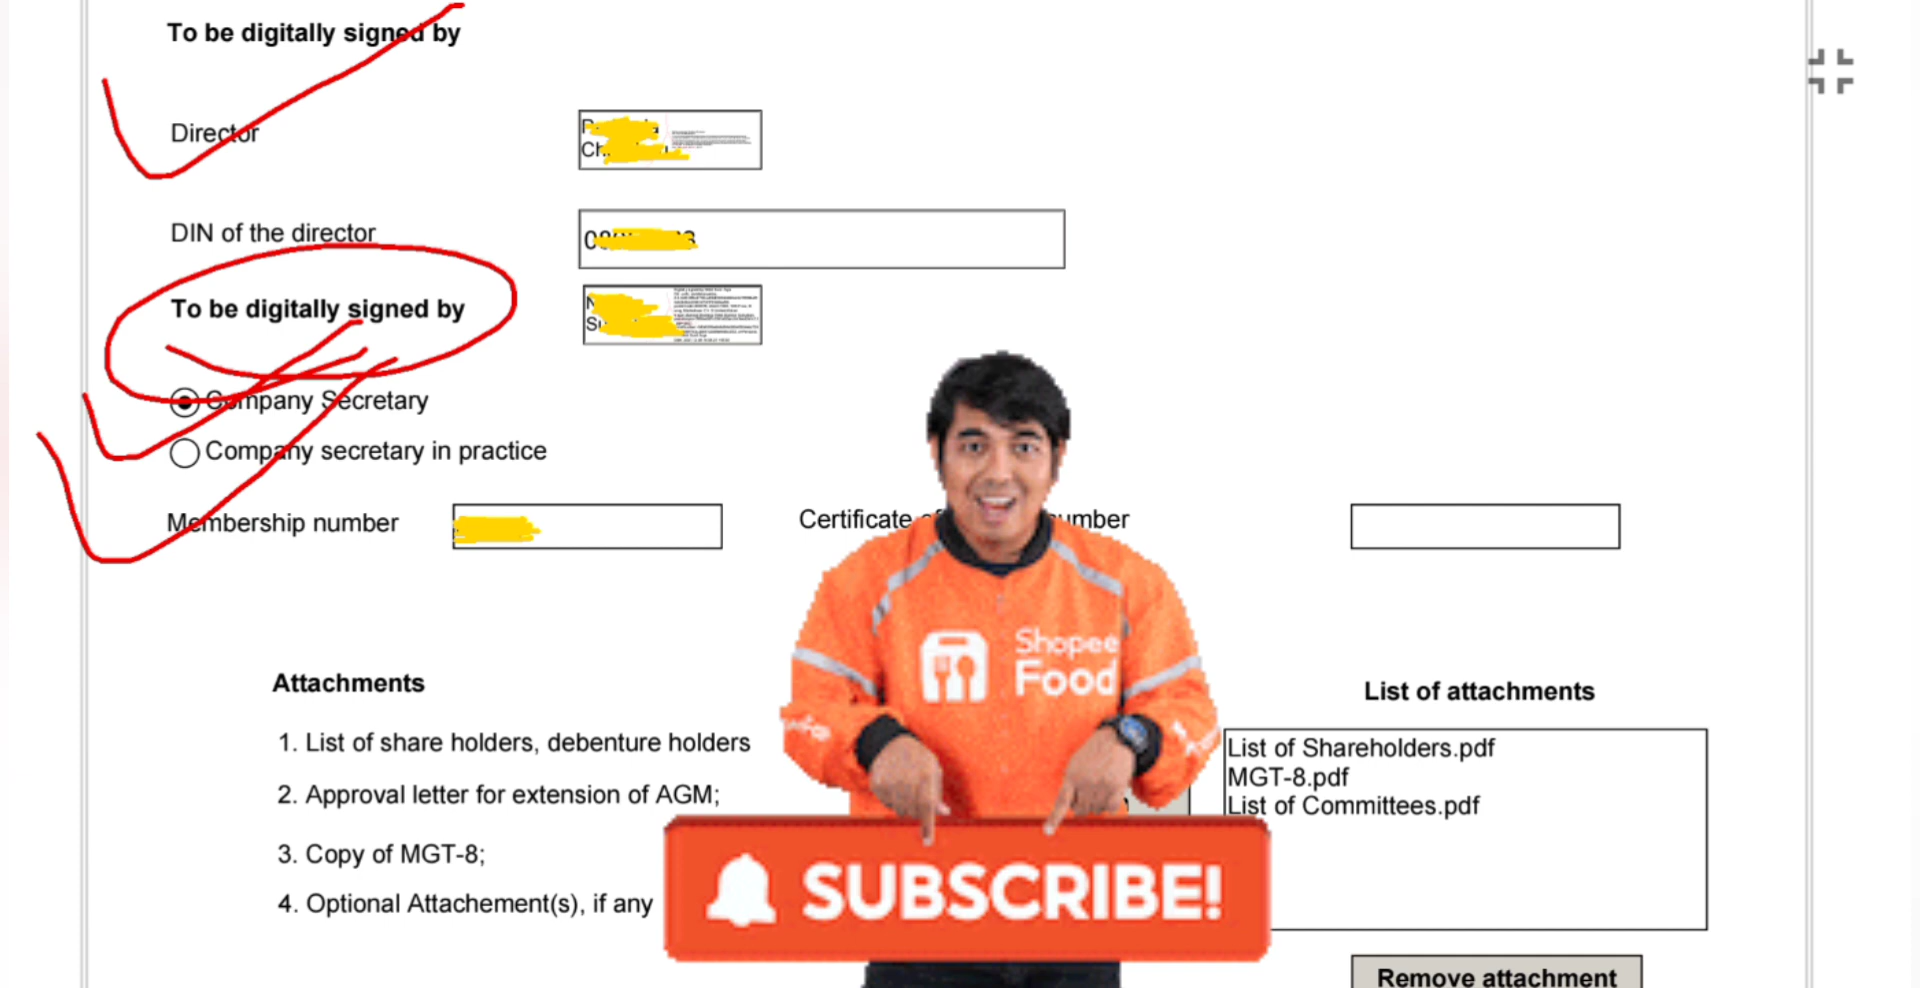 To be digitally signed by
Director
DIN of the director
To be digitally signed by
Company Secretary
Company secretary in practice
Membership number
Certificate
Attachments
List of attachments
1. List of share holders, debenture holders
2. Approval letter for extension of AGM;
3. Copy of MGT-8;
4. Optional Attachement(s), if any
List of Shareholders.pdf
MGT-8.pdf
List of Committees.pdf
Shopee
Food
SUBSCRIBE!
Remove attachment